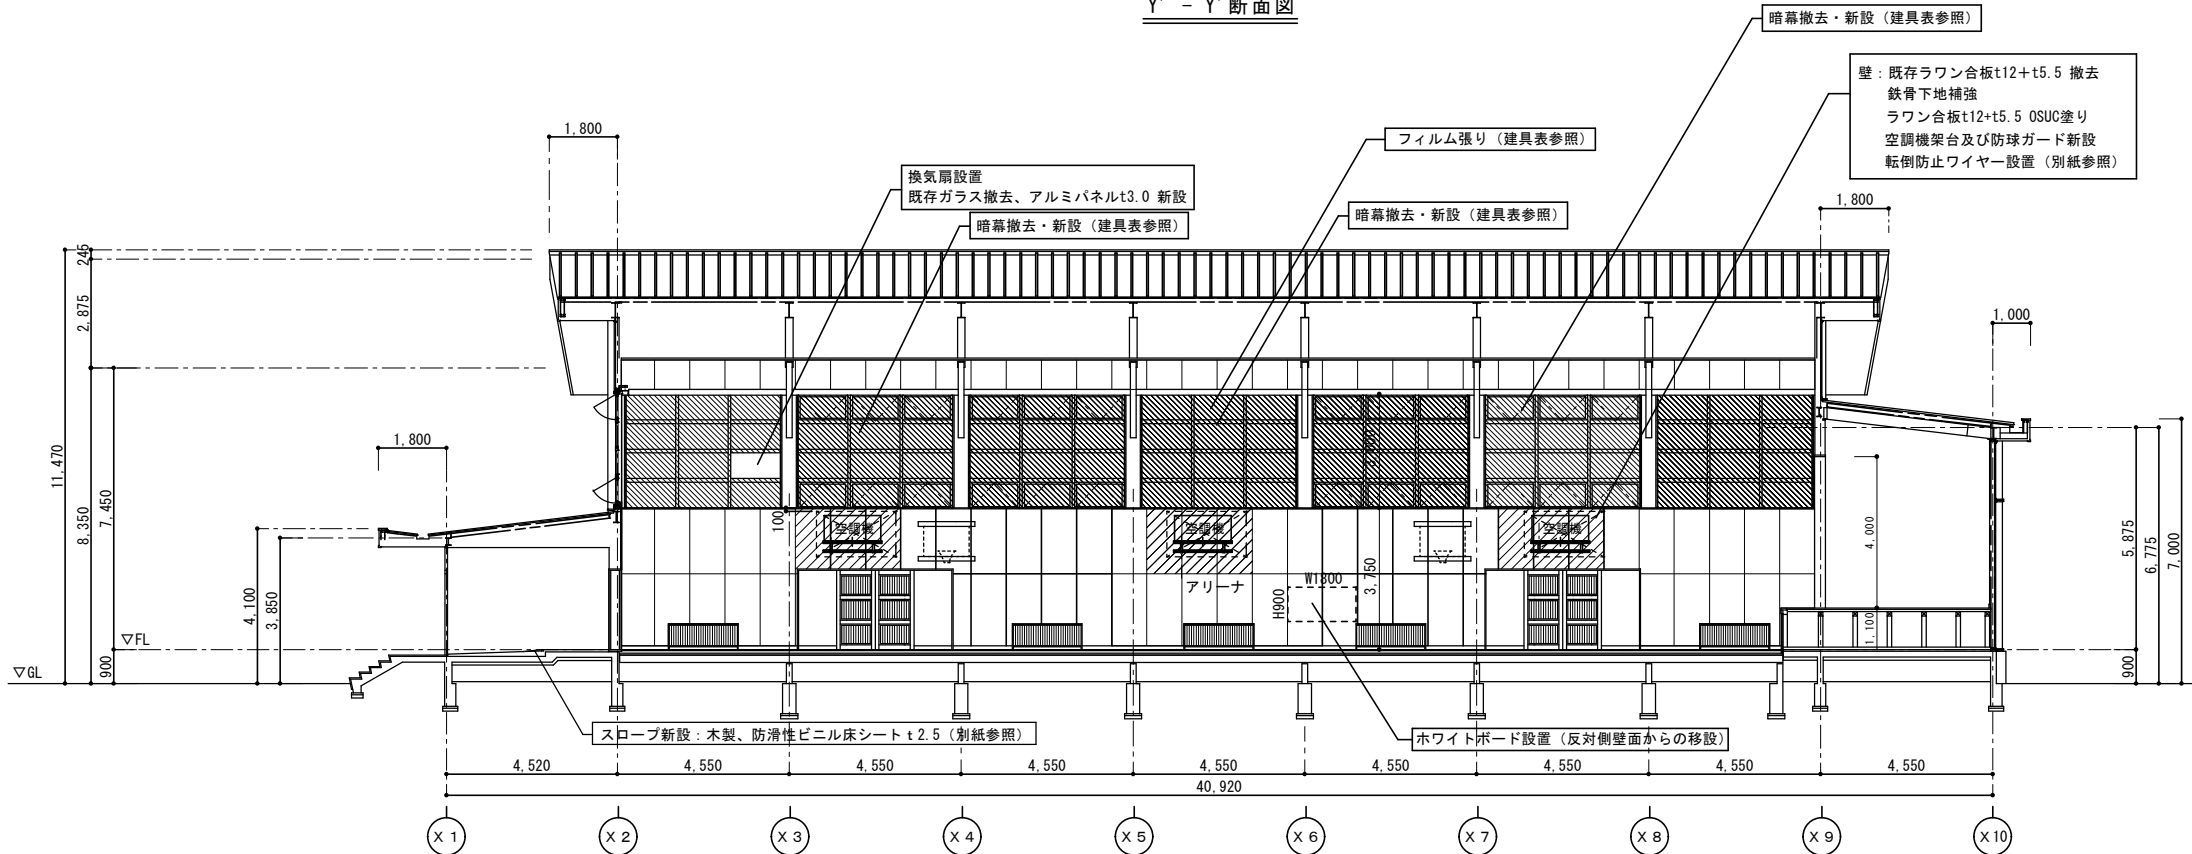 Y' - Y'断面図
暗幕撤去・新設（建具表参照）
壁：既存ラワン合板t12＋t5.5 撤去
鉄骨下地補強
ラワン合板t12+t5.5 OSUC塗り
空調機架台及び防球ガード新設
転倒防止ワイヤー設置（別紙参照）
フィルム張り（建具表参照）
換気扇設置
既存ガラス撤去、アルミパネルt3.0 新設
暗幕撤去・新設（建具表参照）
暗幕撤去・新設（建具表参照）
1,800
1,800
1,000
1,800
245
2,875
11,470
8,350
7,450
900
4,100
3,850
▽FL
▽GL
100
空調機
空調機
空調機
アリーナ
W1800
H900
3,750
4,000
1,100
5,875
6,775
7,000
900
スロープ新設：木製、防滑性ビニル床シート t 2.5（別紙参照）
ホワイトボード設置（反対側壁面からの移設）
4,520
4,550
4,550
4,550
4,550
4,550
4,550
4,550
4,550
40,920
X 1
X 2
X 3
X 4
X 5
X 6
X 7
X 8
X 9
X 10